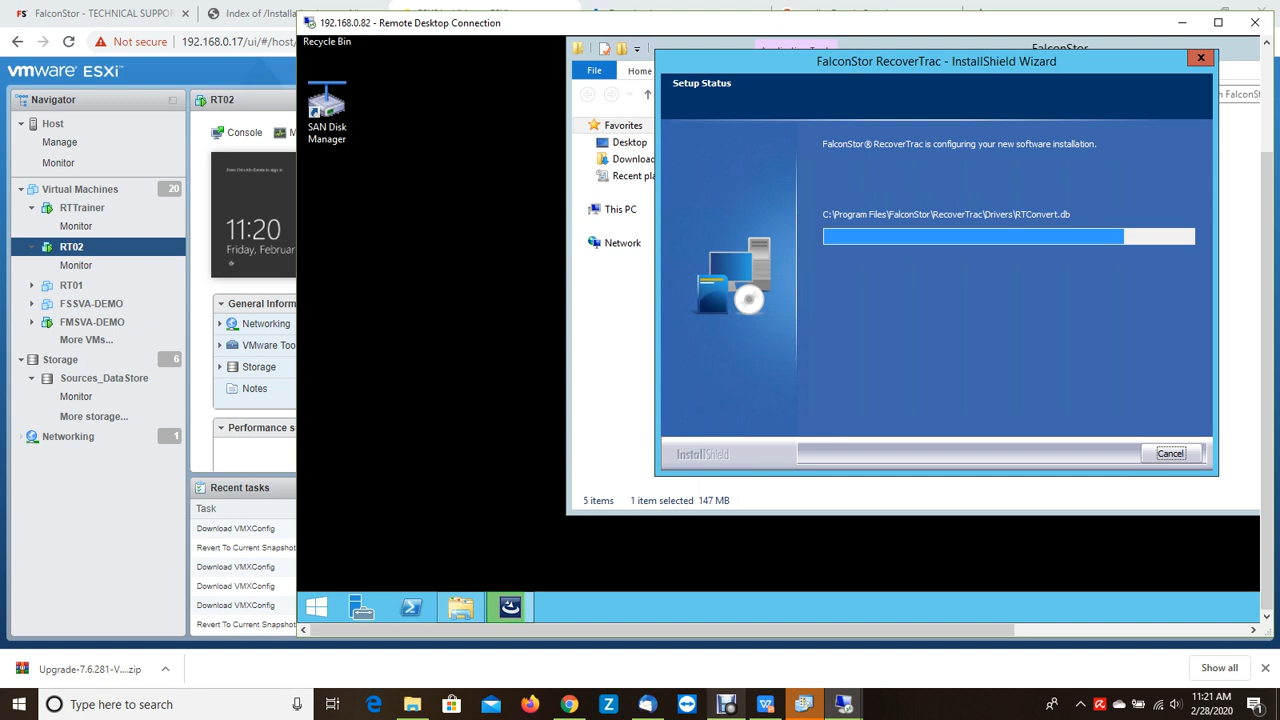 FalconStor - TECHNICAL SUPPOR
Index of /Installa
192.168.0.82 - Remote Desktop Connection
Not secure
192.168.0.17/ui/#/host/
vmware ESXi™
Navigator
Host
Manage
Monitor
Virtual Machines
20
RTTrainer
Monitor
RT02
Monitor
RT01
FSSVA-DEMO
FMSVA-DEMO
More VMs...
Storage
6
Sources_DataStore
Monitor
More storage...
Networking
1
RT02
Console
M
11:20
Friday, February
General Inform
Networking
VMware Too
Storage
Notes
Performance s
Recent tasks
Task
Download VMXConfig
Revert To Current Snapshot
Download VMXConfig
Download VMXConfig
Download VMXConfig
Revert To Current Snapshot
Recycle Bin
SAN Disk
Manager
FalconStor
File
Home
n FalconSt
Favorites
Desktop
Download
Recent pla
This PC
Network
5 items
1 item selected 147 MB
FalconStor RecoverTrac - InstallShield Wizard
Setup Status
FalconStor® RecoverTrac is configuring your new software installation.
C:\Program Files\FalconStor\RecoverTrac\Drivers\RTConvert.db
InstallShield
Cancel
Upgrade-7.6.281-V....zip
Show all
Type here to search
11:21 AM
2/28/2020
1